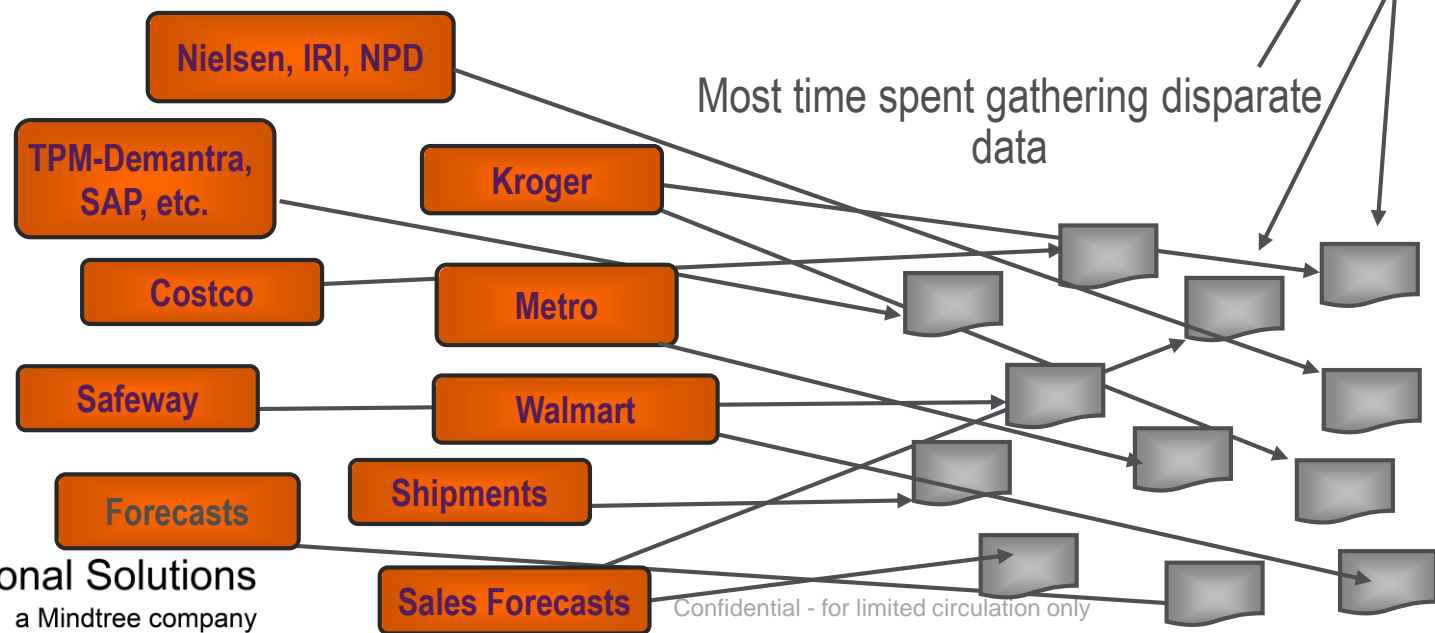 Nielsen, IRI, NPD
Most time spent gathering disparate
data
TPM-Demantra,
SAP, etc.
Kroger
Costco
Metro
Safeway
Walmart
Shipments
Forecasts
Sales Forecasts
Solutions
a Mindtree company
Confidential - for limited circulation only